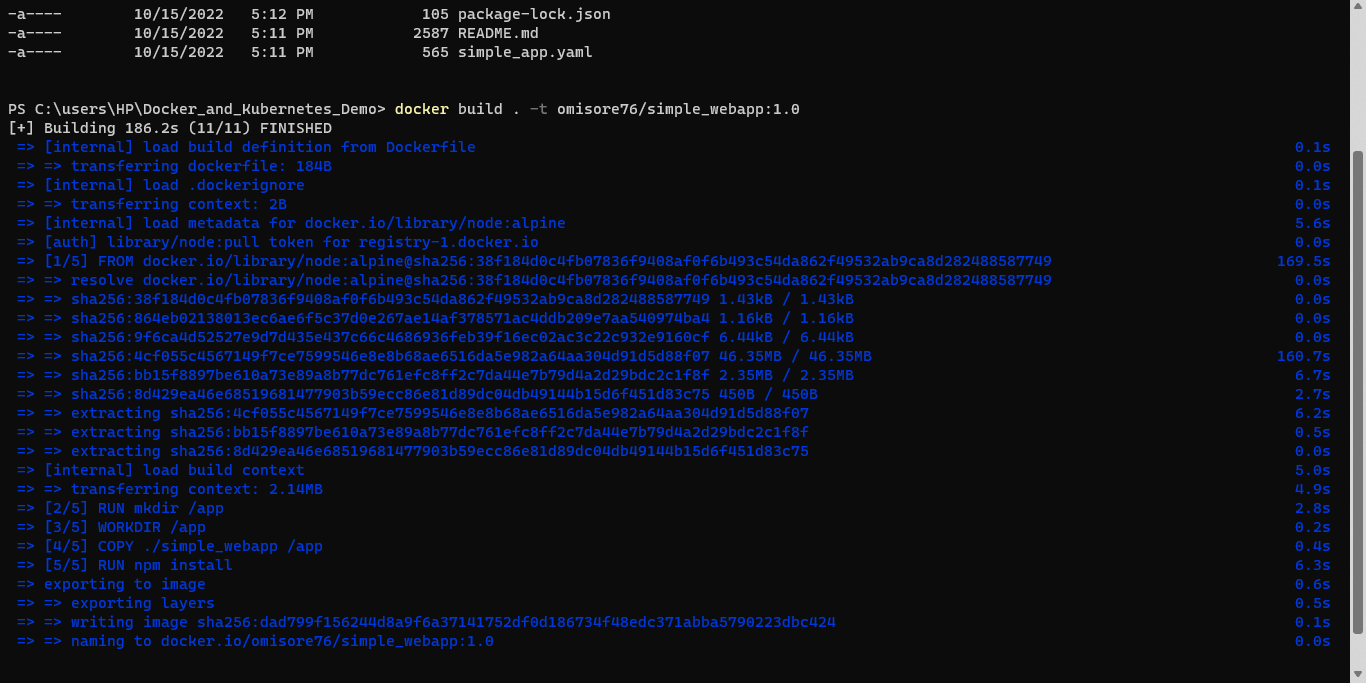 -a---- 10/15/2022 5:12 PM 105 package-lock.json
-a---- 10/15/2022 5:11 PM 2587 README.md
-a---- 10/15/2022 5:11 PM 565 simple_app.yaml
PS C:\users\HP\Docker_and_Kubernetes_Demo> docker build . -t omisore76/simple_webapp:1.0
[+] Building 186.2s (11/11) FINISHED
=> [internal] load build definition from Dockerfile 0.1s
=> => transferring dockerfile: 184B 0.0s
=> [internal] load .dockerignore 0.1s
=> => transferring context: 2B 0.0s
=> [internal] load metadata for docker.io/library/node:alpine 5.6s
=> [auth] library/node:pull token for registry-1.docker.io 0.0s
=> [1/5] FROM docker.io/library/node:alpine@sha256:38f184d0c4fb07836f9408af0f6b493c54da862f49532ab9ca8d282488587749 169.5s
=> => resolve docker.io/library/node:alpine@sha256:38f184d0c4fb07836f9408af0f6b493c54da862f49532ab9ca8d282488587749 0.0s
=> => sha256:38f184d0c4fb07836f9408af0f6b493c54da862f49532ab9ca8d282488587749 1.43kB / 1.43kB 0.0s
=> => sha256:864eb02138013ec6ae6f5c37d0e267ae14af378571ac4ddb209e7aa540974ba4 1.16kB / 1.16kB 0.0s
=> => sha256:9f6ca4d52527e9d7d435e437c66c4686936feb39f16ec02ac3c22c932e9160cf 6.44kB / 6.44kB 0.0s
=> => sha256:4cf055c4567149f7ce7599546e8e8b68ae6516da5e982a64aa304d91d5d88f07 46.35MB / 46.35MB 160.7s
=> => sha256:bb15f8897be610a73e89a8b77dc761efc8ff2c7da44e7b79d4a2d29bdc2c1f8f 2.35MB / 2.35MB 6.7s
=> => sha256:8d429ea46e68519681477903b59ecc86e81d89dc04db49144b15d6f451d83c75 450B / 450B 2.7s
=> => extracting sha256:4cf055c4567149f7ce7599546e8e8b68ae6516da5e982a64aa304d91d5d88f07 6.2s
=> => extracting sha256:bb15f8897be610a73e89a8b77dc761efc8ff2c7da44e7b79d4a2d29bdc2c1f8f 0.5s
=> => extracting sha256:8d429ea46e68519681477903b59ecc86e81d89dc04db49144b15d6f451d83c75 0.0s
=> [internal] load build context 5.0s
=> => transferring context: 2.14MB 4.9s
=> [2/5] RUN mkdir /app 2.8s
=> [3/5] WORKDIR /app 0.2s
=> [4/5] COPY ./simple_webapp /app 0.4s
=> [5/5] RUN npm install 6.3s
=> exporting to image 0.6s
=> => exporting layers 0.5s
=> => writing image sha256:dad799f156244d8a9f6a37141752df0d186734f48edc371abba5790223dbc424 0.1s
=> => naming to docker.io/omisore76/simple_webapp:1.0 0.0s